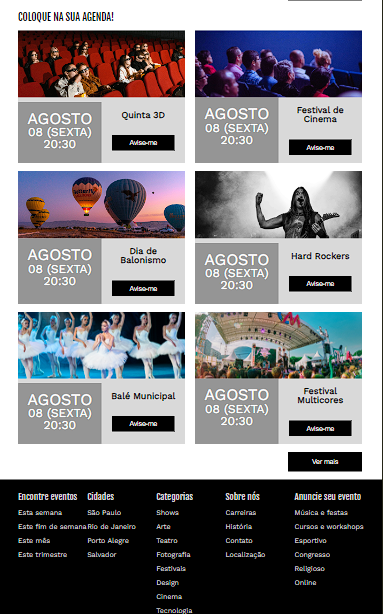 COLOQUE NA SUA AGENDA!
AGOSTO
08 (SEXTA)
20:30
Quinta 3D
Avise-me
AGOSTO
08 (SEXTA)
20:30
Festival de
Cinema
Avise-me
AGOSTO
08 (SEXTA)
20:30
Dia de
Balonismo
Avise-me
AGOSTO
08 (SEXTA)
20:30
Hard Rockers
Avise-me
AGOSTO
08 (SEXTA)
20:30
Balé Municipal
Avise-me
AGOSTO
08 (SEXTA)
20:30
Festival
Multicores
Avise-me
Ver mais
Encontre eventos
Esta semana
Este fim de semana
Este mês
Este trimestre
Cidades
São Paulo
Rio de Janeiro
Porto Alegre
Salvador
Categorias
Shows
Arte
Teatro
Fotografia
Festivais
Design
Cinema
Tecnologia
Sobre nós
Carreiras
História
Contato
Localização
Anuncie seu evento
Música e festas
Cursos e workshops
Esportivo
Congresso
Religioso
Online